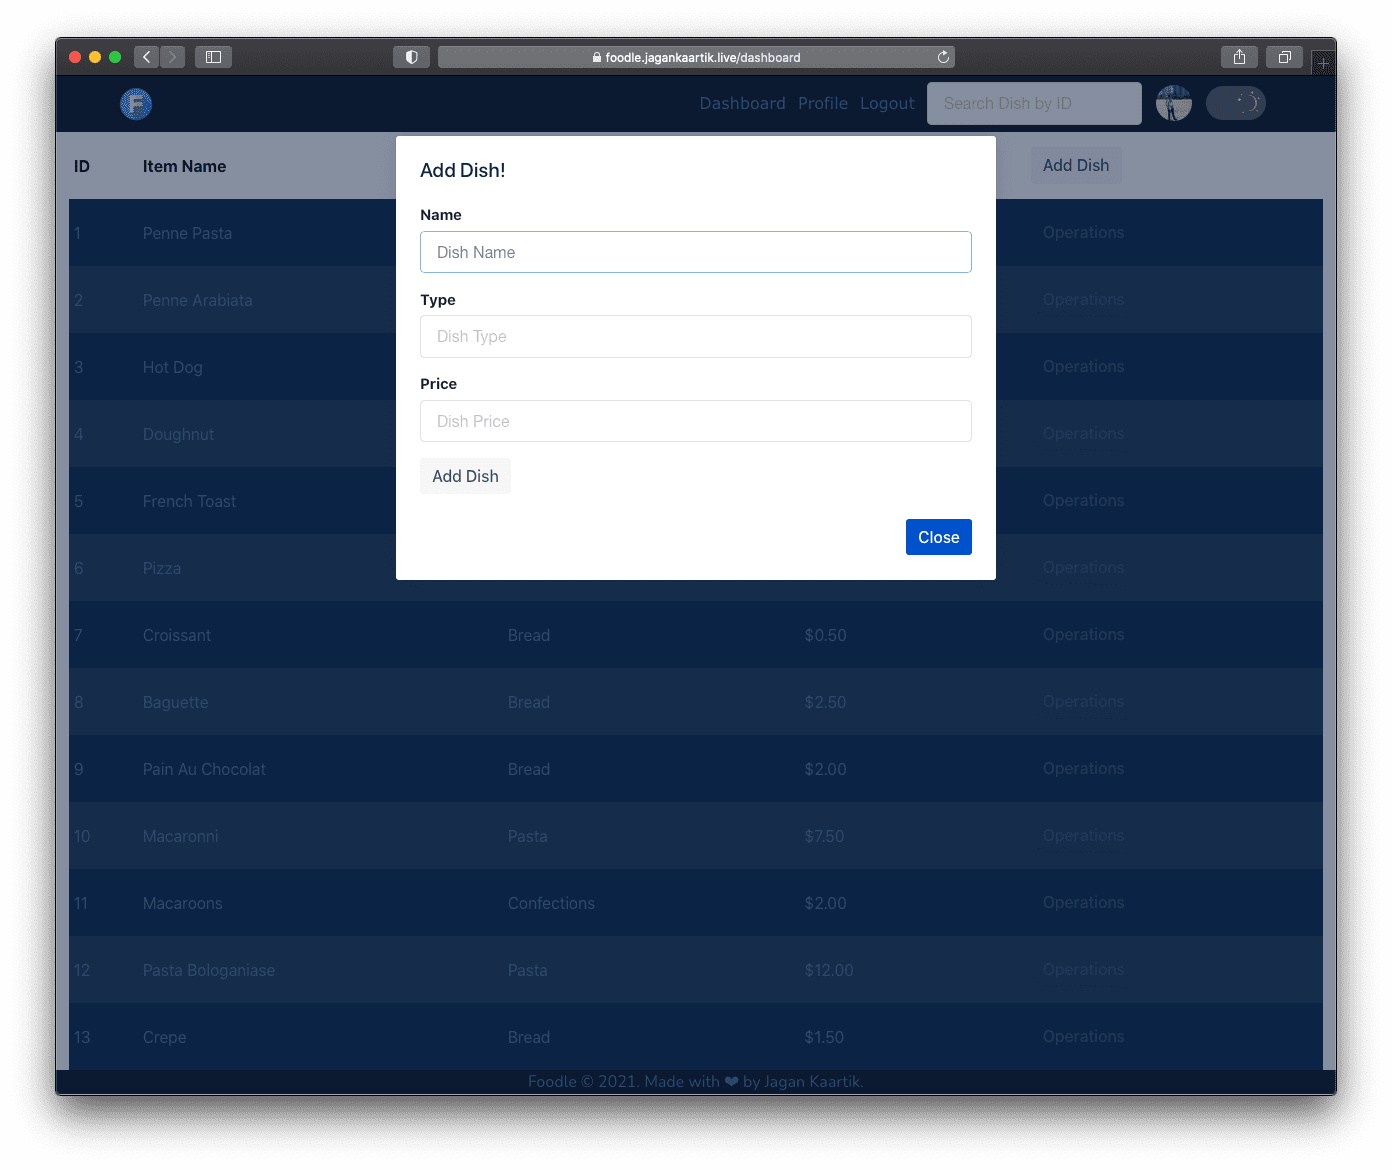 foodle.jagankaartik.live/dashboard
F
Dashboard Profile Logout Search Dish by ID
ID Item Name Add Dish
Add Dish!
Name
Dish Name
Type
Dish Type
Price
Dish Price
Add Dish
Close
1 Penne Pasta Operations
2 Penne Arabiata Operations
3 Hot Dog Operations
4 Doughnut Operations
5 French Toast Operations
6 Pizza Operations
7 Croissant Bread $0.50 Operations
8 Baguette Bread $2.50 Operations
9 Pain Au Chocolat Bread $2.00 Operations
10 Macaronni Pasta $7.50 Operations
11 Macaroons Confections $2.00 Operations
12 Pasta Bologaniase Pasta $12.00 Operations
13 Crepe Bread $1.50 Operations
Foodle © 2021. Made with ❤ by Jagan Kaartik.